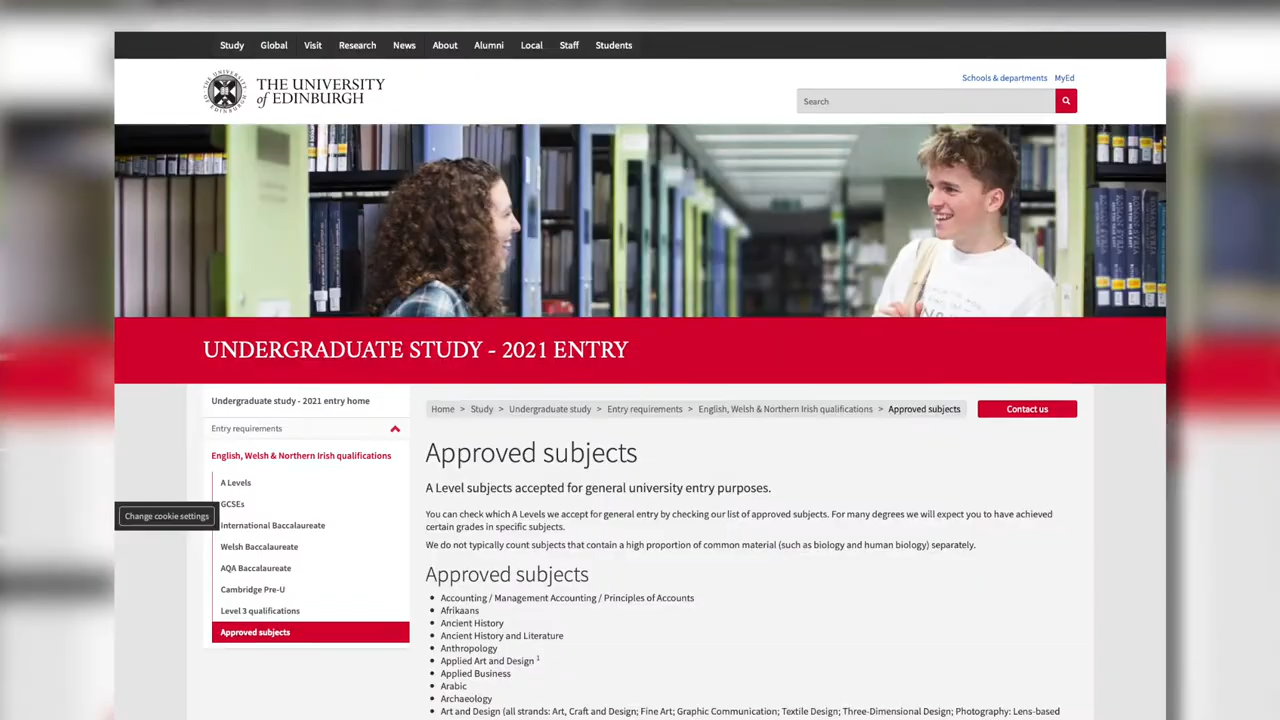 Study Global Visit Research News About Alumni Local Staff Students
THE UNIVERSITY
of EDINBURGH
Schools & departments MyEd
Search
UNDERGRADUATE STUDY - 2021 ENTRY
Undergraduate study - 2021 entry home
Entry requirements
English, Welsh & Northern Irish qualifications
A Levels
GCSEs
Change cookie settings
International Baccalaureate
Welsh Baccalaureate
AQA Baccalaureate
Cambridge Pre-U
Level 3 qualifications
Approved subjects
Home > Study > Undergraduate study > Entry requirements > English, Welsh & Northern Irish qualifications > Approved subjects
Contact us
Approved subjects
A Level subjects accepted for general university entry purposes.
You can check which A Levels we accept for general entry by checking our list of approved subjects. For many degrees we will expect you to have achieved
certain grades in specific subjects.
We do not typically count subjects that contain a high proportion of common material (such as biology and human biology) separately.
Approved subjects
• Accounting / Management Accounting / Principles of Accounts
• Afrikaans
• Ancient History
• Ancient History and Literature
• Anthropology
• Applied Art and Design 1
• Applied Business
• Arabic
• Archaeology
• Art and Design (all strands: Art, Craft and Design; Fine Art; Graphic Communication; Textile Design; Three-Dimensional Design; Photography: Lens-based